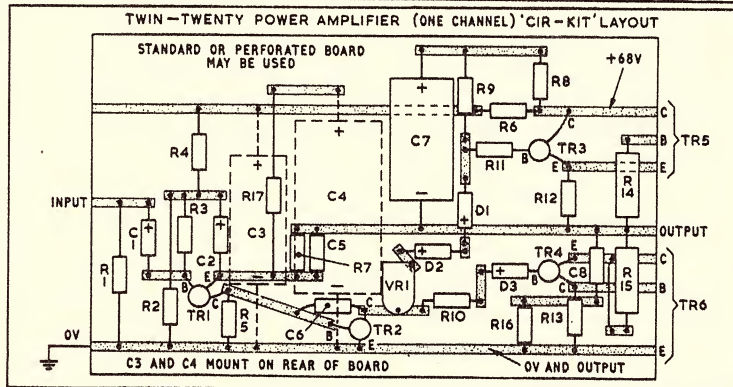 TWIN-TWENTY POWER AMPLIFIER (ONE CHANNEL) 'CIR-KIT' LAYOUT
STANDARD OR PERFORATED BOARD
MAY BE USED
+68V
R9
R8
C
R6
C
TR5
C7
TR3
B
R4
R11
B
E
E
R17
C4
R12
R14
C3
INPUT
R3
D1
OUTPUT
C1
C2
C5
R7
D2
TR4
E
C8
C
R1
B
E
VR1
D3
B
R15
B
TR6
R2
TR1
C
C
R10
C
R5
C6
B
TR2
R16
R13
0V
E
E
C3 AND C4 MOUNT ON REAR OF BOARD
0V AND OUTPUT